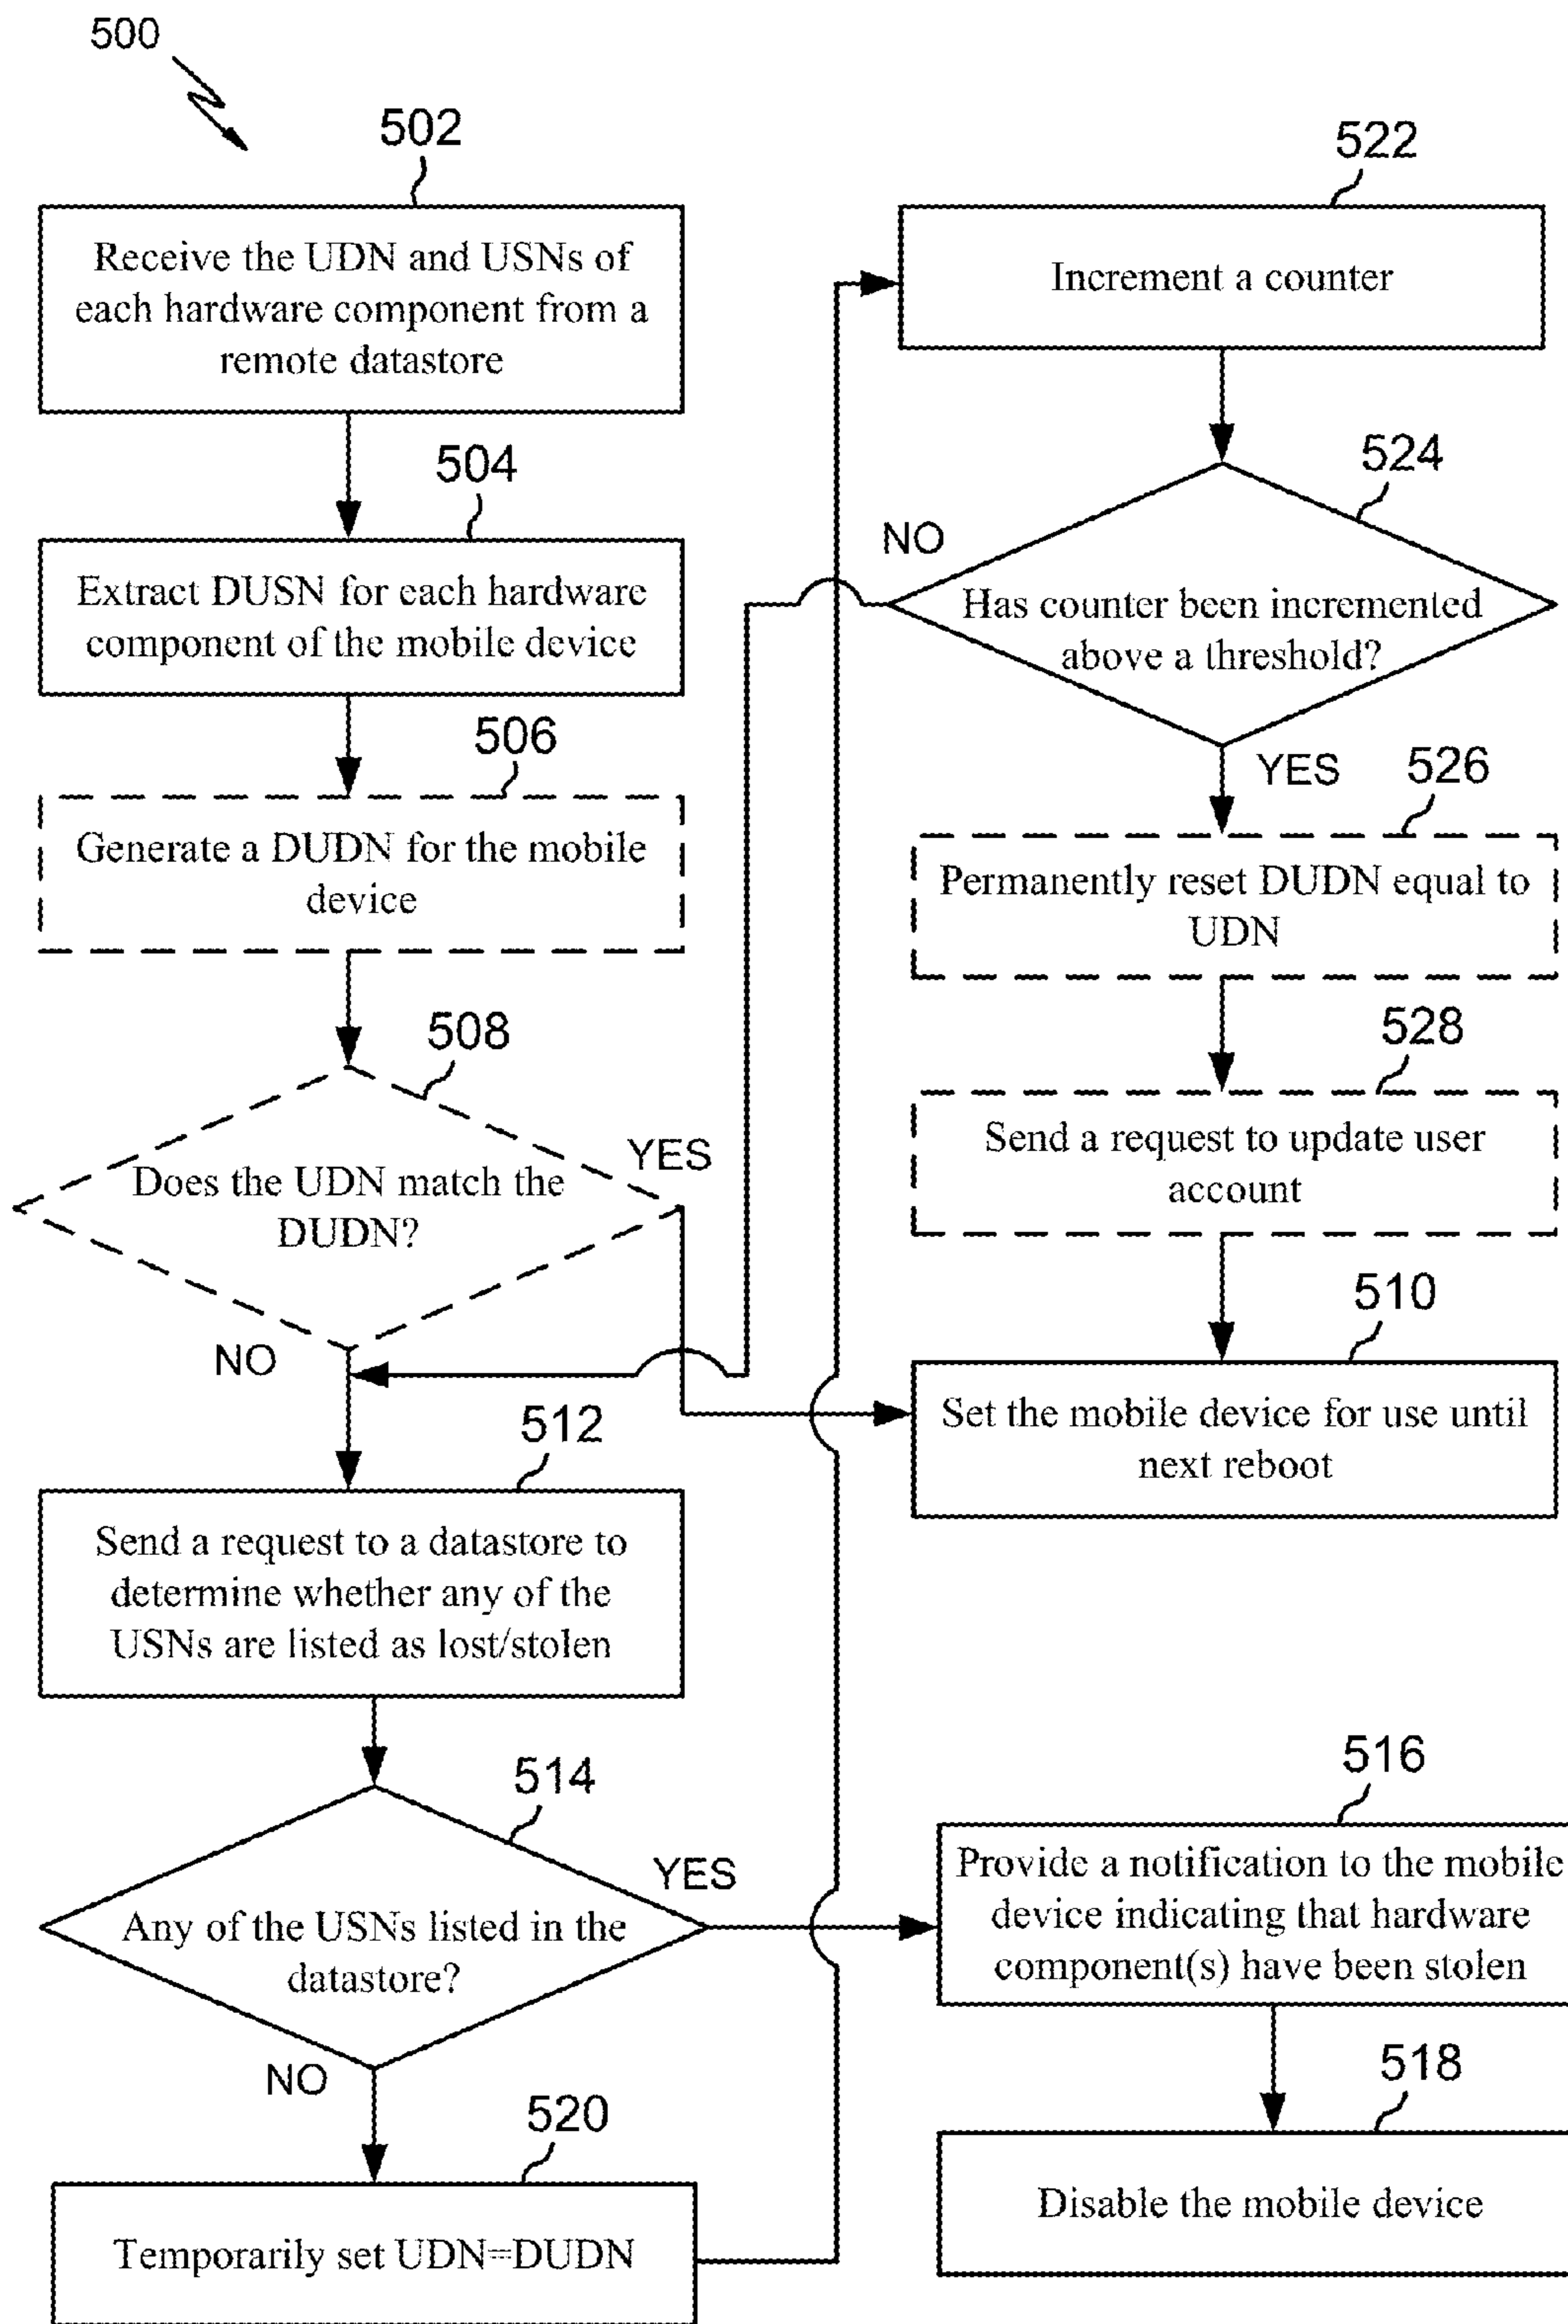 500
502
Receive the UDN and USNs of
each hardware component from a
remote datastore
504
Extract DUSN for each hardware
component of the mobile device
506
Generate a DUDN for the mobile
device
508
Does the UDN match the
DUDN?
YES
NO
512
Send a request to a datastore to
determine whether any of the
USNs are listed as lost/stolen
514
Any of the USNs listed in the
datastore?
YES
NO
520
Temporarily set UDN=DUDN
522
Increment a counter
524
NO
Has counter been incremented
above a threshold?
YES
526
Permanently reset DUDN equal to
UDN
528
Send a request to update user
account
510
Set the mobile device for use until
next reboot
516
Provide a notification to the mobile
device indicating that hardware
component(s) have been stolen
518
Disable the mobile device